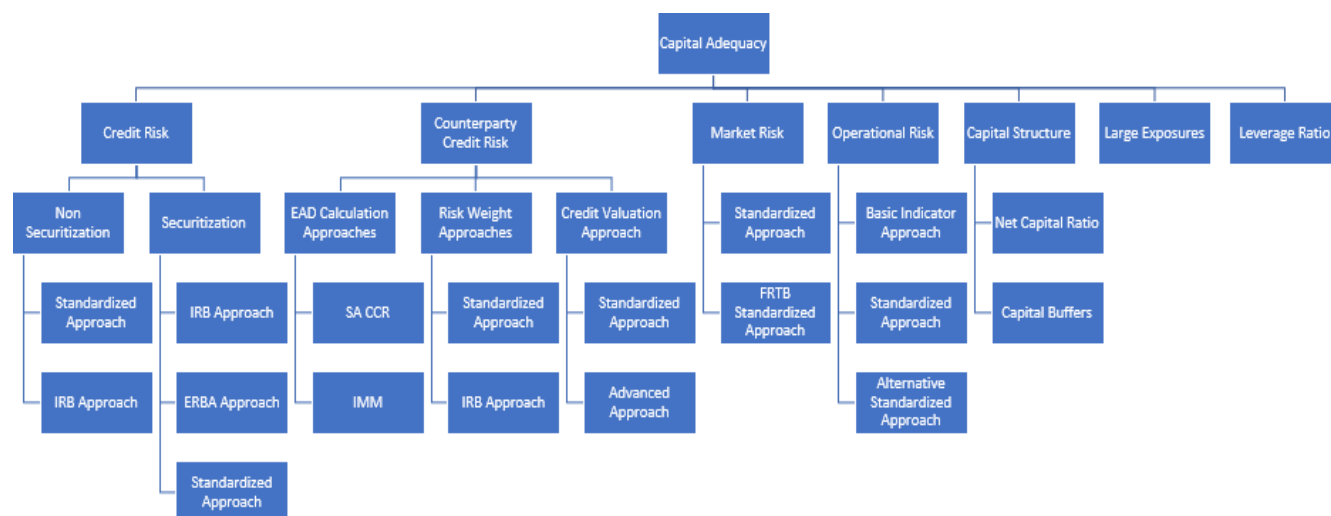 Capital Adequacy
Credit Risk
Counterparty
Credit Risk
Market Risk
Operational Risk
Capital Structure
Large Exposures
Leverage Ratio
Non
Securitization
Securitization
EAD Calculation
Approaches
Risk Weight
Approaches
Credit Valuation
Approach
Standardized
Approach
Basic Indicator
Approach
Net Capital Ratio
Standardized
Approach
IRB Approach
SA CCR
Standardized
Approach
Standardized
Approach
FRTB
Standardized
Approach
Standardized
Approach
Capital Buffers
IRB Approach
ERBA Approach
IMM
IRB Approach
Advanced
Approach
Alternative
Standardized
Approach
Standardized
Approach